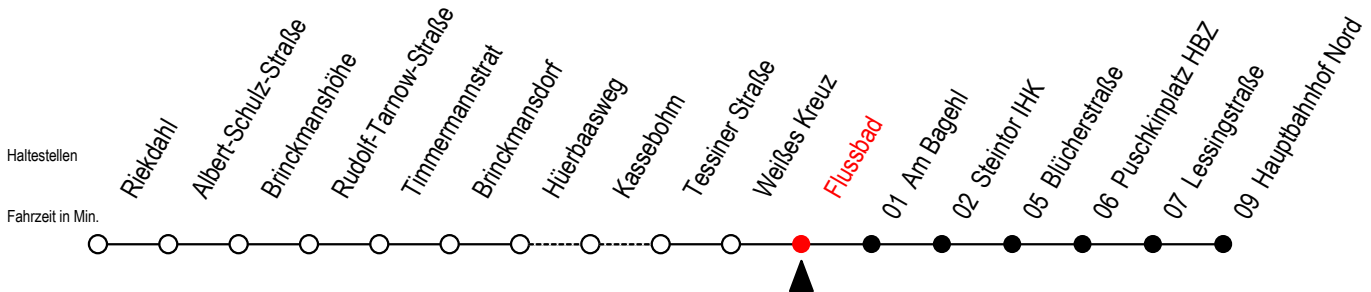 Haltestellen
Fahrzeit in Min.
Riekdahl
Albert-Schulz-Straße
Brinckmanshöhe
Rudolf-Tarnow-Straße
Timmermannstrat
Brinckmansdorf
Hüerbaasweg
Kassebohm
Tessiner Straße
Weißes Kreuz
Flussbad
01 Am Bagehl
02 Steintor IHK
05 Blücherstraße
06 Puschkinplatz HBZ
07 Lessingstraße
09 Hauptbahnhof Nord